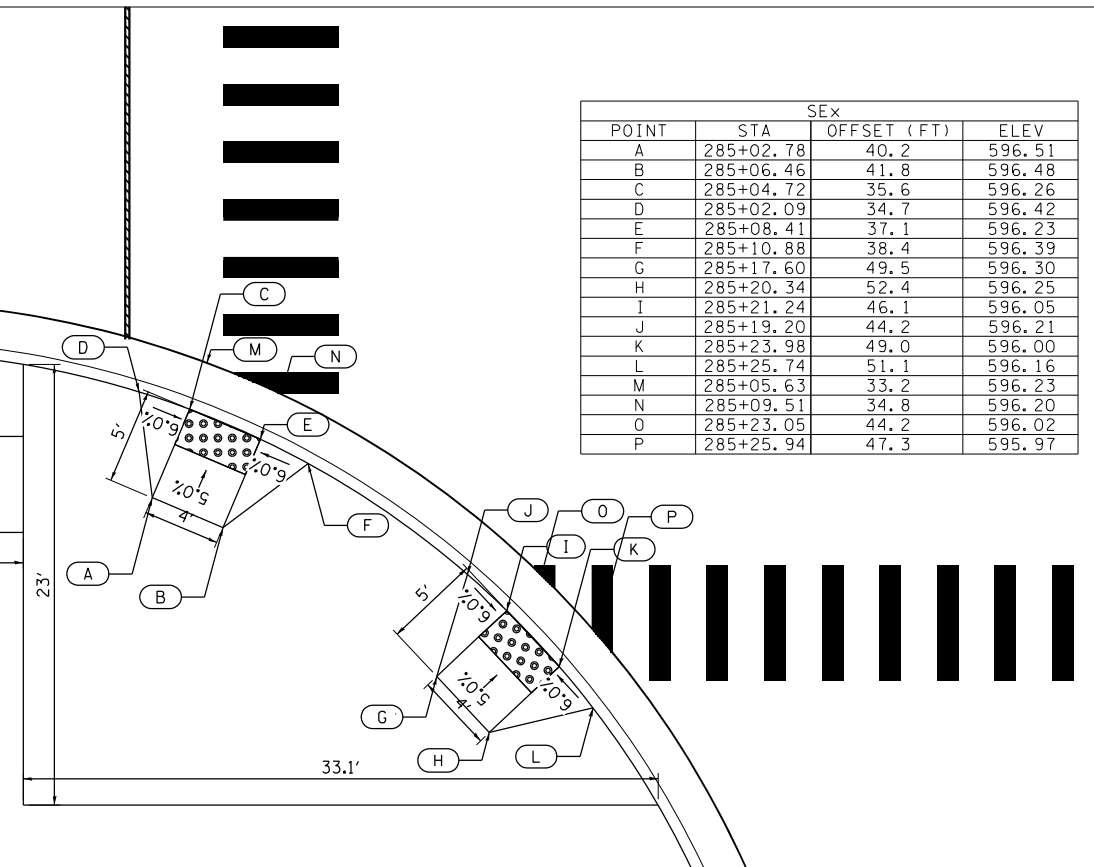 SEx
POINT STA OFFSET (FT) ELEV
A 285+02.78 40.2 596.51
B 285+06.46 41.8 596.48
C 285+04.72 35.6 596.26
D 285+02.09 34.7 596.42
E 285+08.41 37.1 596.23
F 285+10.88 38.4 596.39
G 285+17.60 49.5 596.30
H 285+20.34 52.4 596.25
I 285+21.24 46.1 596.05
J 285+19.20 44.2 596.21
K 285+23.98 49.0 596.00
L 285+25.74 51.1 596.16
M 285+05.63 33.2 596.23
N 285+09.51 34.8 596.20
O 285+23.05 44.2 596.02
P 285+25.94 47.3 595.97
C
D
M
N
E
6.0%
5'
6.0%
5.0%
4'
F
A
B
J
O
P
I
K
23'
5'
6.0%
5.0%
6.0%
4'
G
H
L
33.1'